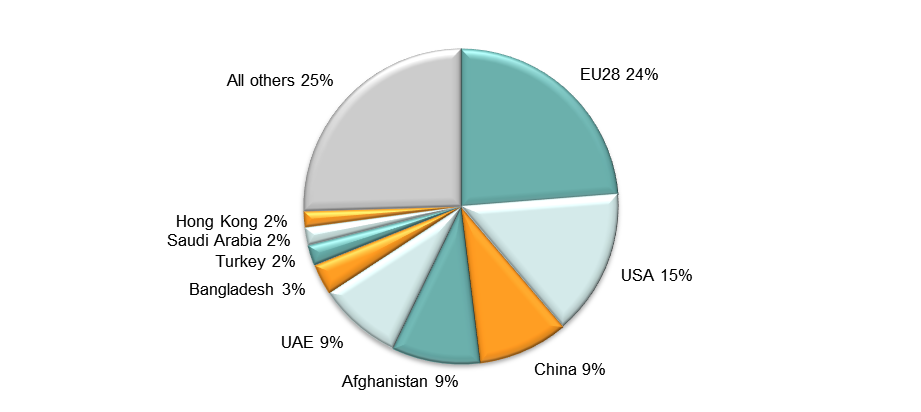 EU28 24%
USA 15%
China 9%
Afghanistan 9%
UAE 9%
Bangladesh 3%
Turkey 2%
Saudi Arabia 2%
Hong Kong 2%
All others 25%